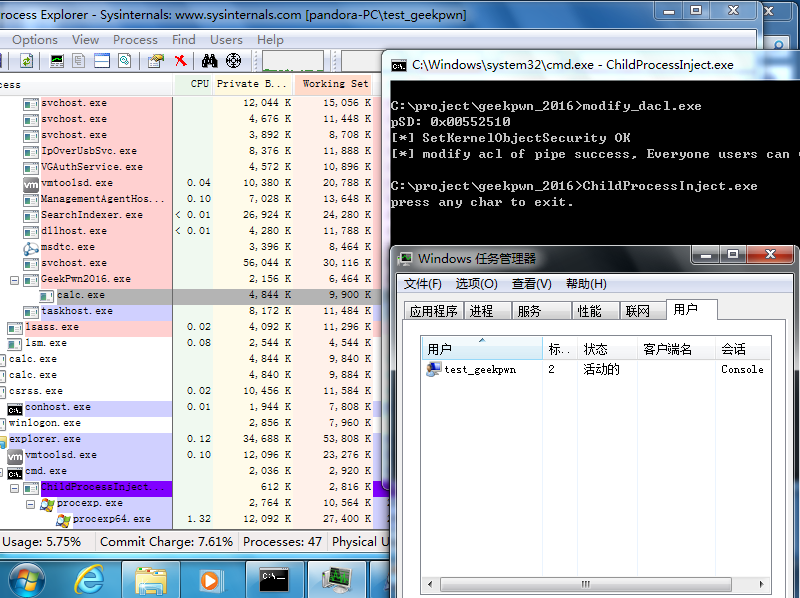 rocess Explorer - Sysinternals: www.sysinternals.com [pandora-PC\test_geekpwn]
Options View Process Find Users Help
cess CPU Private B... Working Set
svchost.exe 12,044 K 15,056 K
svchost.exe 4,676 K 11,448 K
svchost.exe 3,892 K 8,708 K
IpOverUsbSvc.exe 8,376 K 11,888 K
VGAuthService.exe 4,572 K 10,896 K
vmtoolsd.exe 0.04 10,380 K 20,788 K
ManagementAgentHos... 0.10 7,028 K 13,648 K
SearchIndexer.exe < 0.01 26,924 K 24,280 K
dllhost.exe < 0.01 4,280 K 11,788 K
msdtc.exe 3,396 K 8,464 K
svchost.exe 56,044 K 30,116 K
GeekPwn2016.exe 2,156 K 6,464 K
calc.exe 4,844 K 9,900 K
taskhost.exe 8,172 K 11,484 K
lsass.exe 0.02 4,092 K 11,296 K
lsm.exe 0.08 2,544 K 4,544 K
calc.exe 4,844 K 9,840 K
calc.exe 4,840 K 9,884 K
csrss.exe 0.02 10,456 K 11,584 K
conhost.exe 0.01 1,944 K 7,808 K
winlogon.exe 2,856 K 7,960 K
explorer.exe 0.12 34,688 K 53,808 K
vmtoolsd.exe 0.10 12,096 K 23,276 K
cmd.exe 2,036 K 2,920 K
ChildProcessInject... 612 K 2,816 K
procexp.exe 2,764 K 10,564 K
procexp64.exe 1.32 12,092 K 27,400 K
Usage: 5.75% Commit Charge: 7.61% Processes: 47 Physical U
C:\Windows\system32\cmd.exe - ChildProcessInject.exe
C:\project\geekpwn_2016>modify_dacl.exe
pSD: 0x00552510
[*] SetKernelObjectSecurity OK
[*] modify acl of pipe success, Everyone users can
C:\project\geekpwn_2016>ChildProcessInject.exe
press any char to exit.
Windows 任务管理器
文件(F) 选项(O) 查看(V) 帮助(H)
应用程序 进程 服务 性能 联网 用户
用户 标.. 状态 客户端名 会话
test_geekpwn 2 活动的 Console